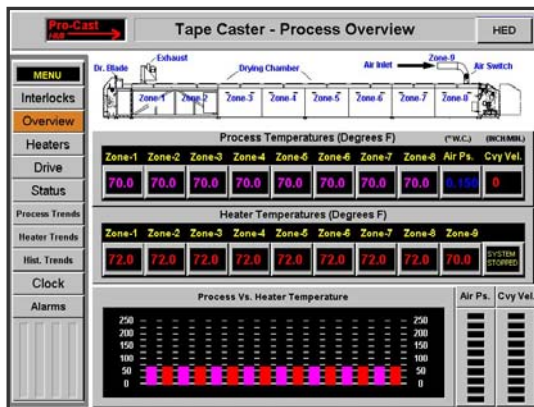 Pro-Cast
Tape Caster - Process Overview
HED
MENU
Interlocks
Overview
Heaters
Drive
Status
Process Trends
Heater Trends
Hist. Trends
Clock
Alarms
Exhaust
Zone-9
Dr. Blade
Drying Chamber
Air Inlet
Air Switch
Zone-1 Zone-2 Zone-3 Zone-4 Zone-5 Zone-6 Zone-7 Zone-8
Process Temperatures (Degrees F) ("W.C.) (INCH/MIN.)
Zone-1 Zone-2 Zone-3 Zone-4 Zone-5 Zone-6 Zone-7 Zone-8 Air Ps. Cvy Vel.
70.0 70.0 70.0 70.0 70.0 70.0 70.0 70.0 0.150 0
Heater Temperatures (Degrees F)
Zone-1 Zone-2 Zone-3 Zone-4 Zone-5 Zone-6 Zone-7 Zone-8 Zone-9
72.0 72.0 72.0 72.0 72.0 72.0 72.0 72.0 70.0 SYSTEM
STOPPED
Process Vs. Heater Temperature
Air Ps. Cvy Vel.
250 250
200 200
150 150
100 100
50 50
0 0